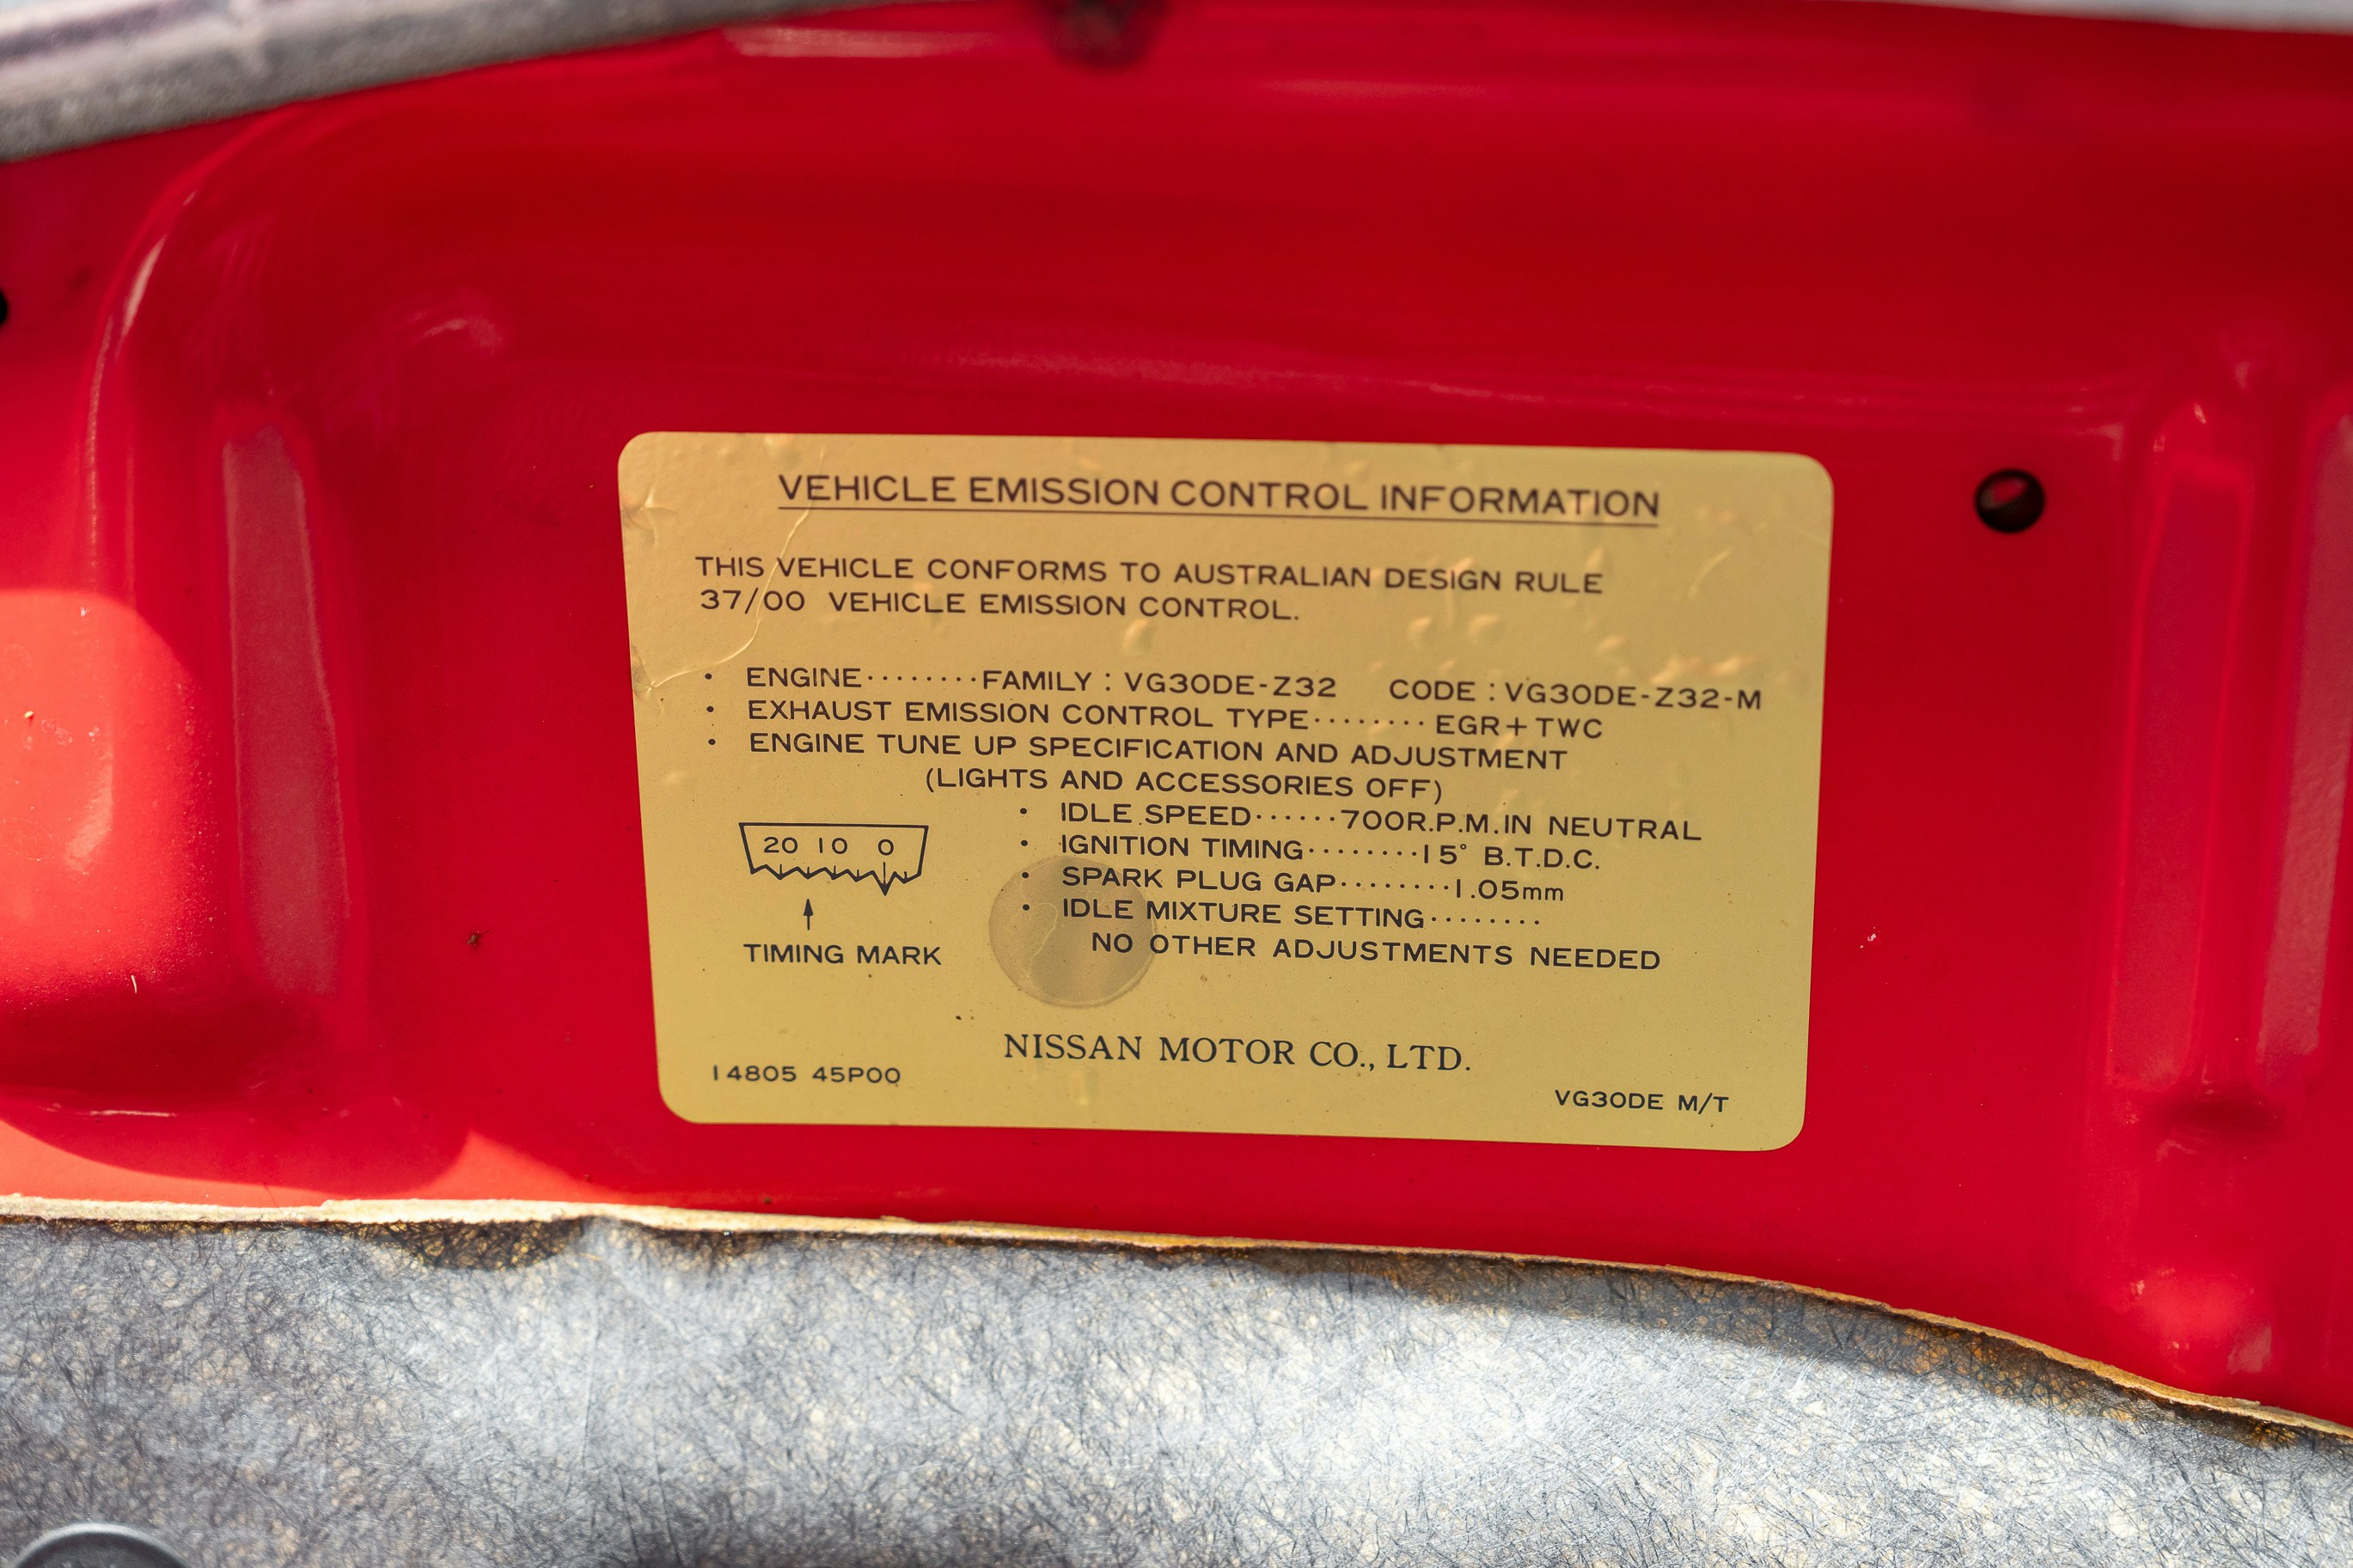 VEHICLE EMISSION CONTROL INFORMATION
THIS VEHICLE CONFORMS TO AUSTRALIAN DESIGN RULE
37/00 VEHICLE EMISSION CONTROL.
• ENGINE········FAMILY : VG30DE-Z32 CODE : VG30DE-Z32-M
• EXHAUST EMISSION CONTROL TYPE········EGR+TWC
• ENGINE TUNE UP SPECIFICATION AND ADJUSTMENT
(LIGHTS AND ACCESSORIES OFF)
• IDLE SPEED······700R.P.M.IN NEUTRAL
• IGNITION TIMING········15° B.T.D.C.
• SPARK PLUG GAP········1.05mm
• IDLE MIXTURE SETTING········
NO OTHER ADJUSTMENTS NEEDED
20 10 0
TIMING MARK
NISSAN MOTOR CO., LTD.
14805 45P00
VG30DE M/T